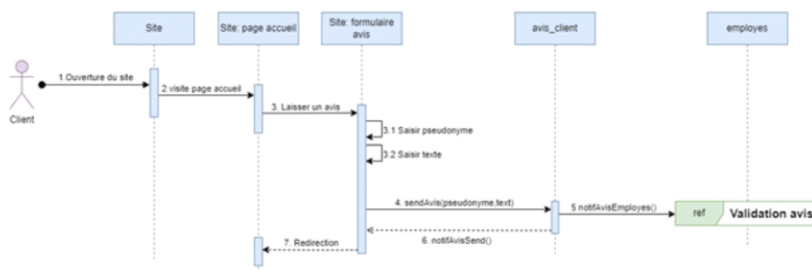 Site
Site: page accueil
Site: formulaire
avis
avis_client
employes
1.Ouverture du site
2.visite page accueil
3. Laisser un avis
Client
3.1 Saisir pseudonyme
3.2 Saisir texte
4. sendAvis(pseudonyme,text)
5 notifAvisEmployes()
ref
Validation avis
6. notifAvisSend()
7. Redirection